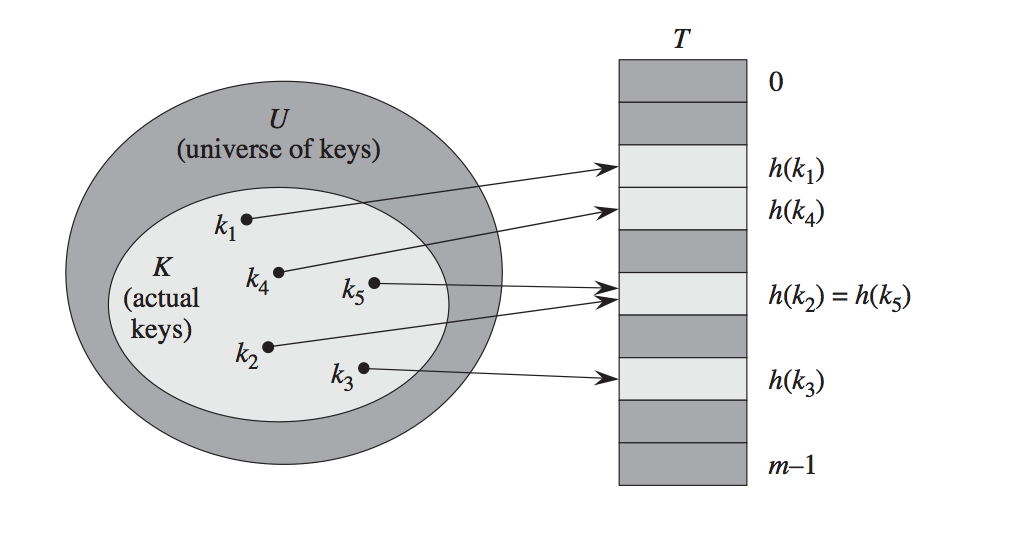 T
0
U
(universe of keys)
h(k₁)
k₁
h(k₄)
K
k₄
(actual
k₅
h(k₂) = h(k₅)
keys)
k₂
k₃
h(k₃)
m–1